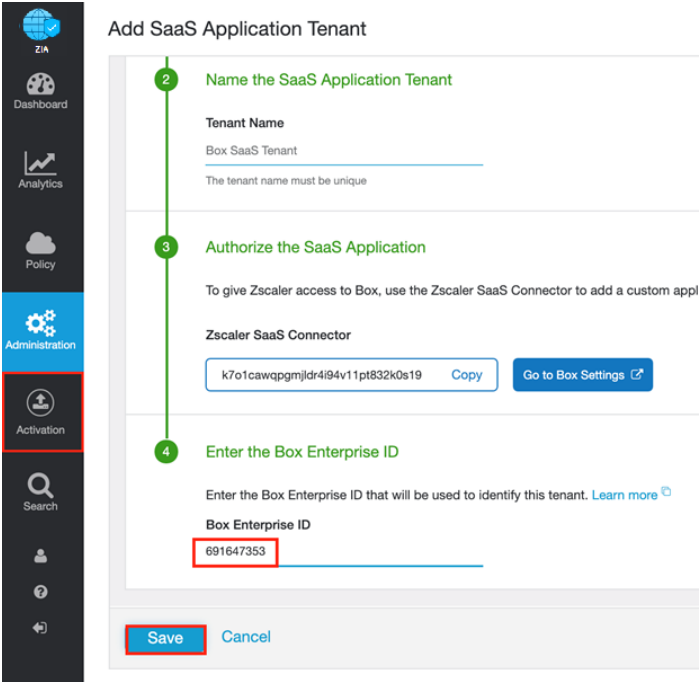 ZIA
Dashboard
Analytics
Policy
Administration
Activation
Search
Add SaaS Application Tenant
2
Name the SaaS Application Tenant
Tenant Name
Box SaaS Tenant
The tenant name must be unique
3
Authorize the SaaS Application
To give Zscaler access to Box, use the Zscaler SaaS Connector to add a custom appl
Zscaler SaaS Connector
k7o1cawqpgmjldr4i94v11pt832k0s19 Copy Go to Box Settings
4
Enter the Box Enterprise ID
Enter the Box Enterprise ID that will be used to identify this tenant. Learn more
Box Enterprise ID
691647353
Save Cancel